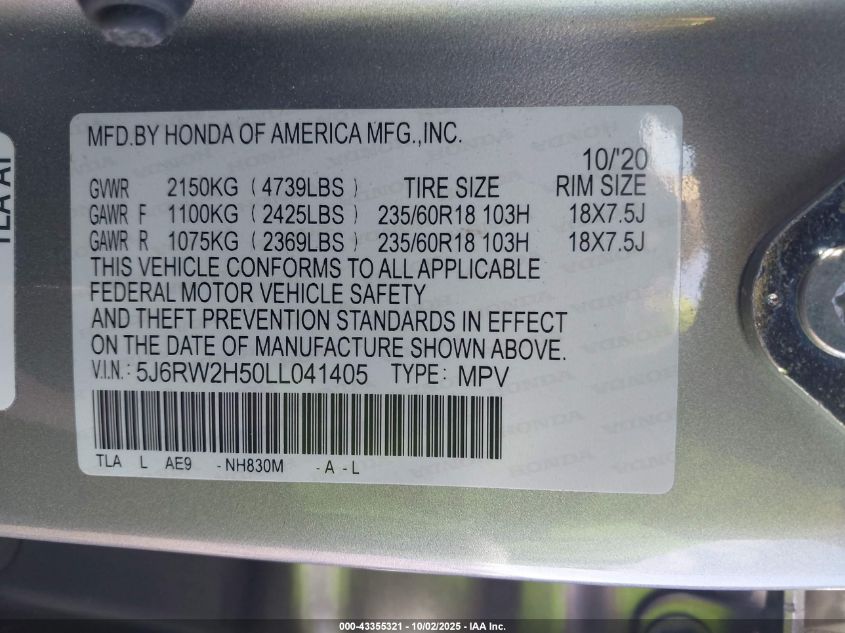 MFD.BY HONDA OF AMERICA MFG.,INC.
10/'20
GVWR 2150KG ( 4739LBS ) TIRE SIZE RIM SIZE
GAWR F 1100KG ( 2425LBS ) 235/60R18 103H 18X7.5J
GAWR R 1075KG ( 2369LBS ) 235/60R18 103H 18X7.5J
THIS VEHICLE CONFORMS TO ALL APPLICABLE
FEDERAL MOTOR VEHICLE SAFETY
AND THEFT PREVENTION STANDARDS IN EFFECT
ON THE DATE OF MANUFACTURE SHOWN ABOVE.
V.I.N.: 5J6RW2H50LL041405 TYPE: MPV
TLA L AE9 -NH830M -A -L
TLA A1
000-43355321 - 10/02/2025 - IAA Inc.